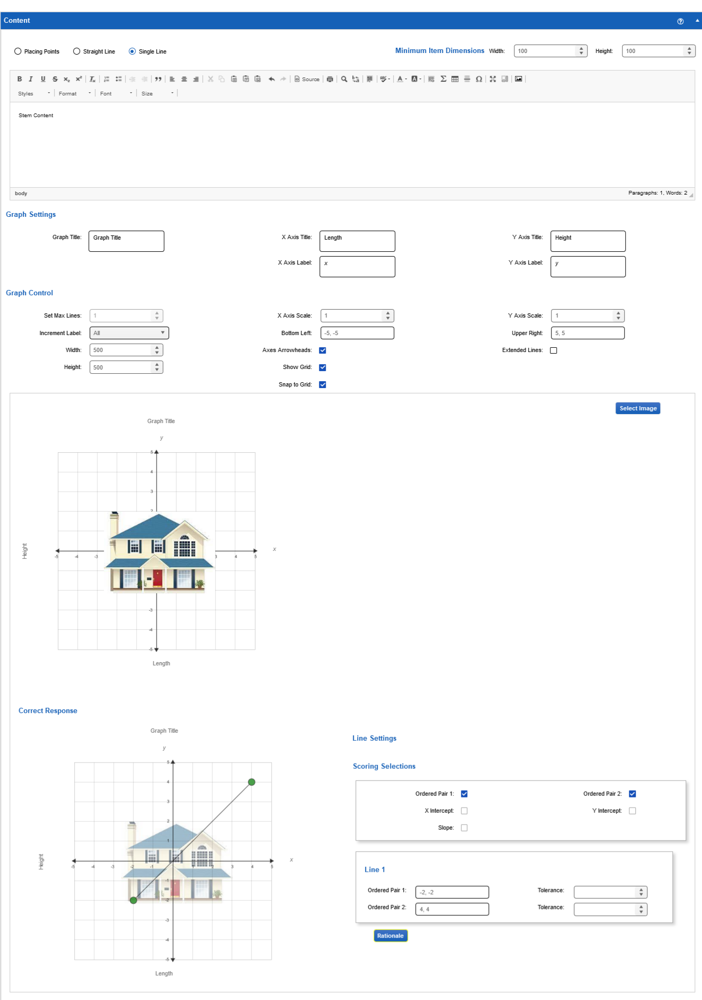 Content
Placing Points Straight Line Single Line Minimum Item Dimensions Width: 100 Height: 100
Source
Styles Format Font Size
Stem Content
body Paragraphs: 1, Words: 2
Graph Settings
Graph Title: Graph Title X Axis Title: Length Y Axis Title: Height
X Axis Label: x Y Axis Label: y
Graph Control
Set Max Lines: 1 X Axis Scale: 1 Y Axis Scale: 1
Increment Label: All Bottom Left: -5, -5 Upper Right: 5, 5
Width: 500 Axes Arrowheads: Extended Lines:
Height: 500 Show Grid:
Snap to Grid:
Select Image
Graph Title
y
5
4
3
2
Height x
-5 -4 -3 3 4 5
-3
-4
-5
Length
Correct Response
Graph Title
Line Settings
y
5
Scoring Selections
4
Ordered Pair 1: Ordered Pair 2:
3
X Intercept: Y Intercept:
2
Slope:
1
Height x
-5 -4 -3 -2 -1 1 2 3 4 5
Line 1
-1
Ordered Pair 1: -2, -2 Tolerance:
-2
Ordered Pair 2: 4, 4 Tolerance:
-3
Rationale
-4
-5
Length